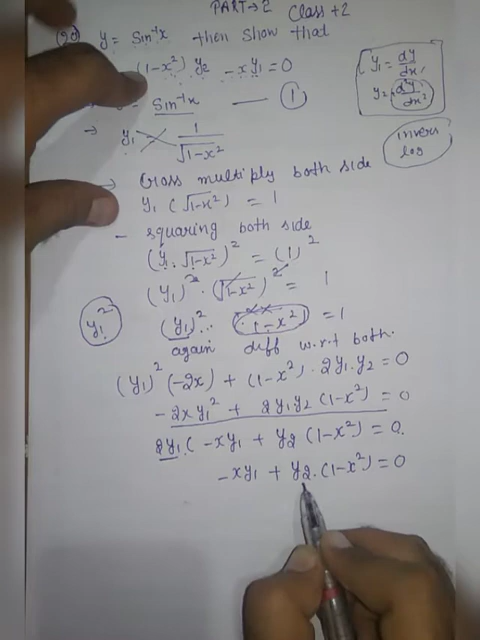 PART → 2 Class +2
(20) y = Sin⁻¹x then show that
(1-x²) y₂ - xy₁ = 0
( y₁ = dy/dx,
y₂ = d²y/dx²
= Sin⁻¹x — (1)
→ y₁ = 1/√1-x²
invers
log
→ Cross multiply both side
y₁ (√1-x²) = 1
- squaring both side
(y₁ . √1-x²)² = (1)²
(y₁)² . (√1-x²)² = 1
y₁² (y₁)² . (1-x²) = 1
again diff w.r.t both.
(y₁)² (-2x) + (1-x²) . 2y₁.y₂ = 0
- 2xy₁² + 2y₁y₂ (1-x²) = 0
2y₁ . ( -xy₁ + y₂ (1-x²) = 0.
-xy₁ + y₂ . (1-x²) = 0